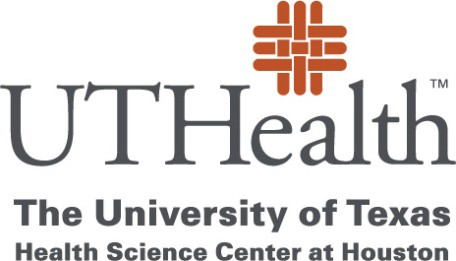 UTHealth™
The University of Texas
Health Science Center at Houston